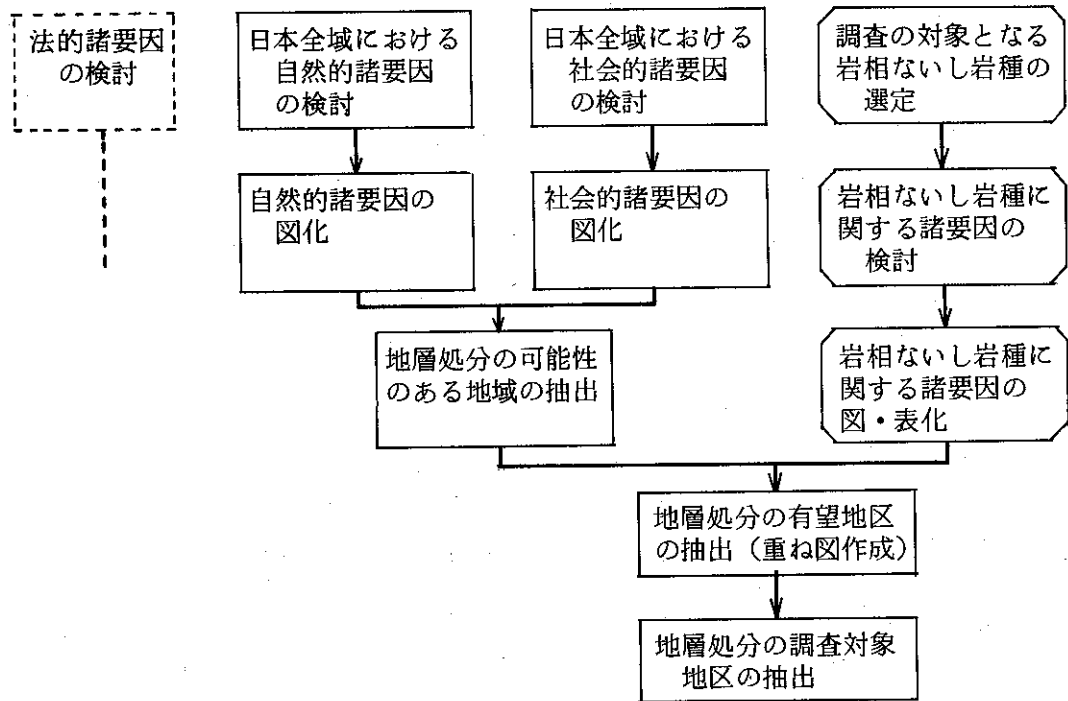 法的諸要因
の検討
日本全域における
自然的諸要因
の検討
日本全域における
社会的諸要因
の検討
調査の対象となる
岩相ないし岩種の
選定
自然的諸要因の
図化
社会的諸要因の
図化
岩相ないし岩種に
関する諸要因の
検討
地層処分の可能性
のある地域の抽出
岩相ないし岩種に
関する諸要因の
図・表化
地層処分の有望地区
の抽出（重ね図作成）
地層処分の調査対象
地区の抽出